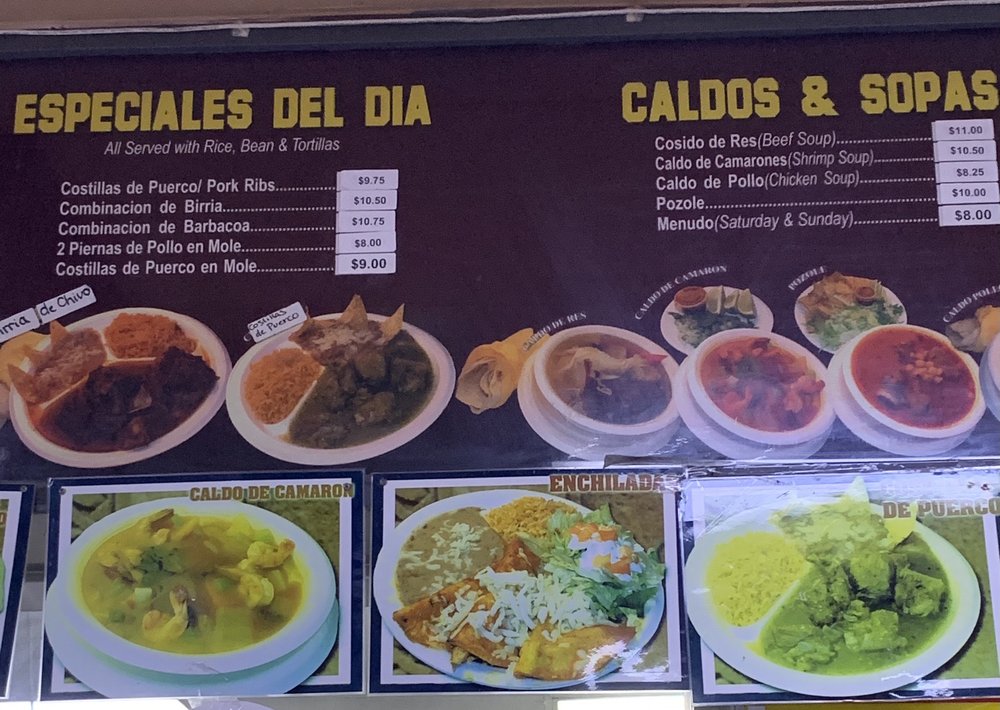 ESPECIALES DEL DIA
All Served with Rice, Bean & Tortillas
Costillas de Puerco/ Pork Ribs............... $9.75
Combinacion de Birria........................... $10.50
Combinacion de Barbacoa.................... $10.75
2 Piernas de Pollo en Mole................... $8.00
Costillas de Puerco en Mole................. $9.00
CALDOS & SOPAS
Cosido de Res(Beef Soup)..................... $11.00
Caldo de Camarones(Shrimp Soup)........... $10.50
Caldo de Pollo(Chicken Soup)................ $8.25
Pozole................................................ $10.00
Menudo(Saturday & Sunday)................... $8.00
de Chivo
Costillas de Puerco
DE RES
CALDO DE CAMARON
POZOLE
CALDO
CALDO DE CAMARON
ENCHILADAS
DE PUERCO